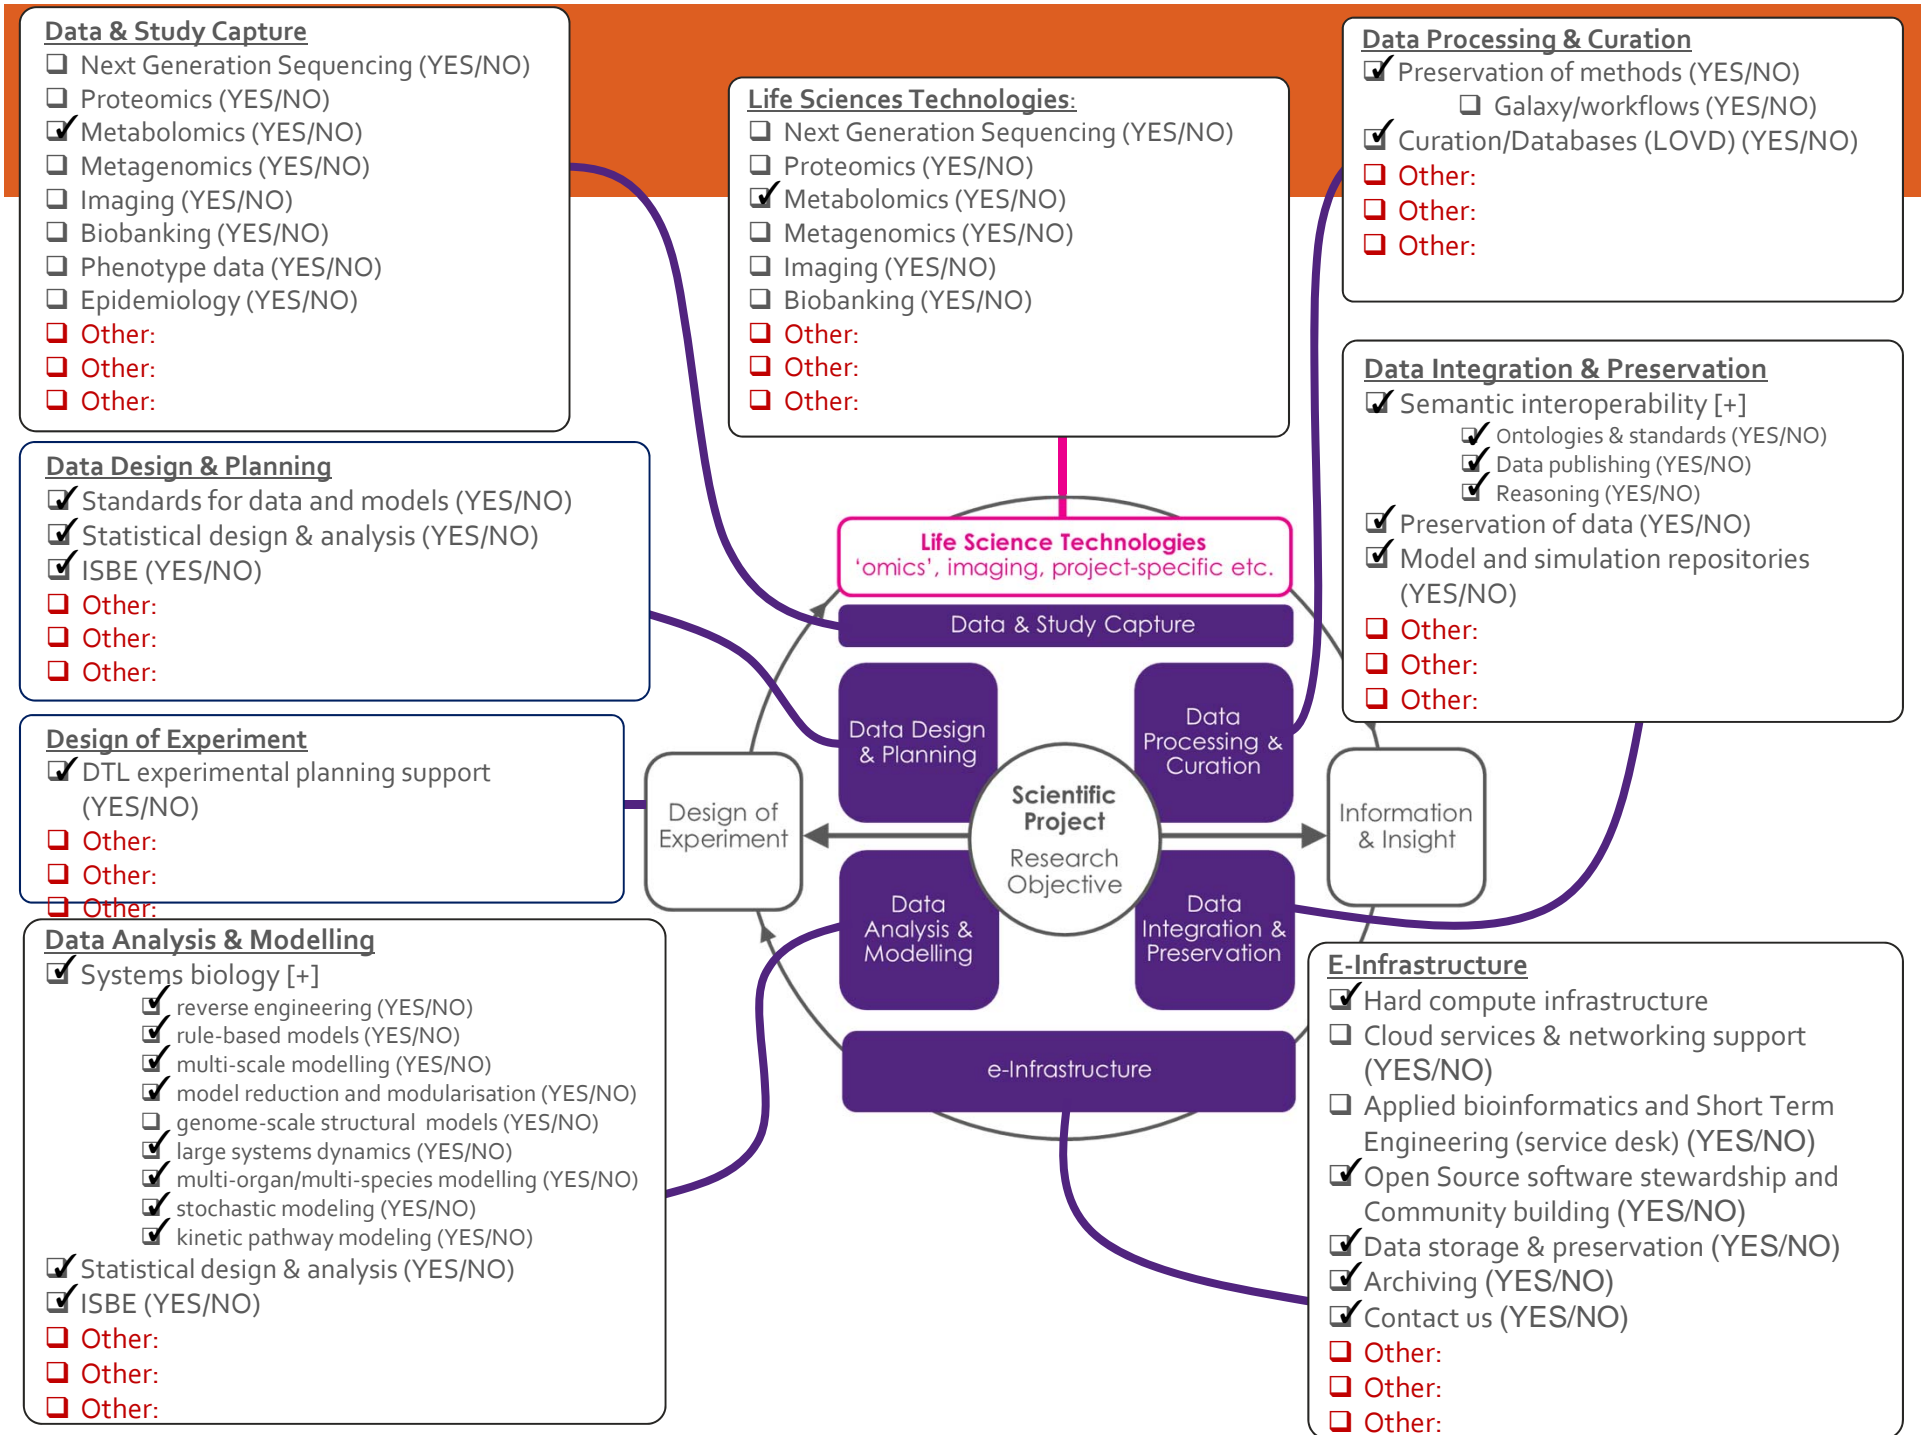 Data & Study Capture
Next Generation Sequencing (YES/NO)
Proteomics (YES/NO)
Metabolomics (YES/NO)
Metagenomics (YES/NO)
Imaging (YES/NO)
Biobanking (YES/NO)
Phenotype data (YES/NO)
Epidemiology (YES/NO)
Other:
Other:
Other:
Life Sciences Technologies:
Next Generation Sequencing (YES/NO)
Proteomics (YES/NO)
Metabolomics (YES/NO)
Metagenomics (YES/NO)
Imaging (YES/NO)
Biobanking (YES/NO)
Other:
Other:
Other:
Data Processing & Curation
Preservation of methods (YES/NO)
Galaxy/workflows (YES/NO)
Curation/Databases (LOVD) (YES/NO)
Other:
Other:
Other:
Data Integration & Preservation
Semantic interoperability [+]
Ontologies & standards (YES/NO)
Data publishing (YES/NO)
Reasoning (YES/NO)
Preservation of data (YES/NO)
Model and simulation repositories
(YES/NO)
Other:
Other:
Other:
Data Design & Planning
Standards for data and models (YES/NO)
Statistical design & analysis (YES/NO)
ISBE (YES/NO)
Other:
Other:
Other:
Design of Experiment
DTL experimental planning support
(YES/NO)
Other:
Other:
Other:
Life Science Technologies
'omics', imaging, project-specific etc.
Data & Study Capture
Data Design
& Planning
Data
Processing &
Curation
Design of
Experiment
Scientific
Project
Research
Objective
Information
& Insight
Data
Analysis &
Modelling
Data
Integration &
Preservation
e-Infrastructure
Data Analysis & Modelling
Systems biology [+]
reverse engineering (YES/NO)
rule-based models (YES/NO)
multi-scale modelling (YES/NO)
model reduction and modularisation (YES/NO)
genome-scale structural models (YES/NO)
large systems dynamics (YES/NO)
multi-organ/multi-species modelling (YES/NO)
stochastic modeling (YES/NO)
kinetic pathway modeling (YES/NO)
Statistical design & analysis (YES/NO)
ISBE (YES/NO)
Other:
Other:
Other:
E-Infrastructure
Hard compute infrastructure
Cloud services & networking support
(YES/NO)
Applied bioinformatics and Short Term
Engineering (service desk) (YES/NO)
Open Source software stewardship and
Community building (YES/NO)
Data storage & preservation (YES/NO)
Archiving (YES/NO)
Contact us (YES/NO)
Other:
Other:
Other: